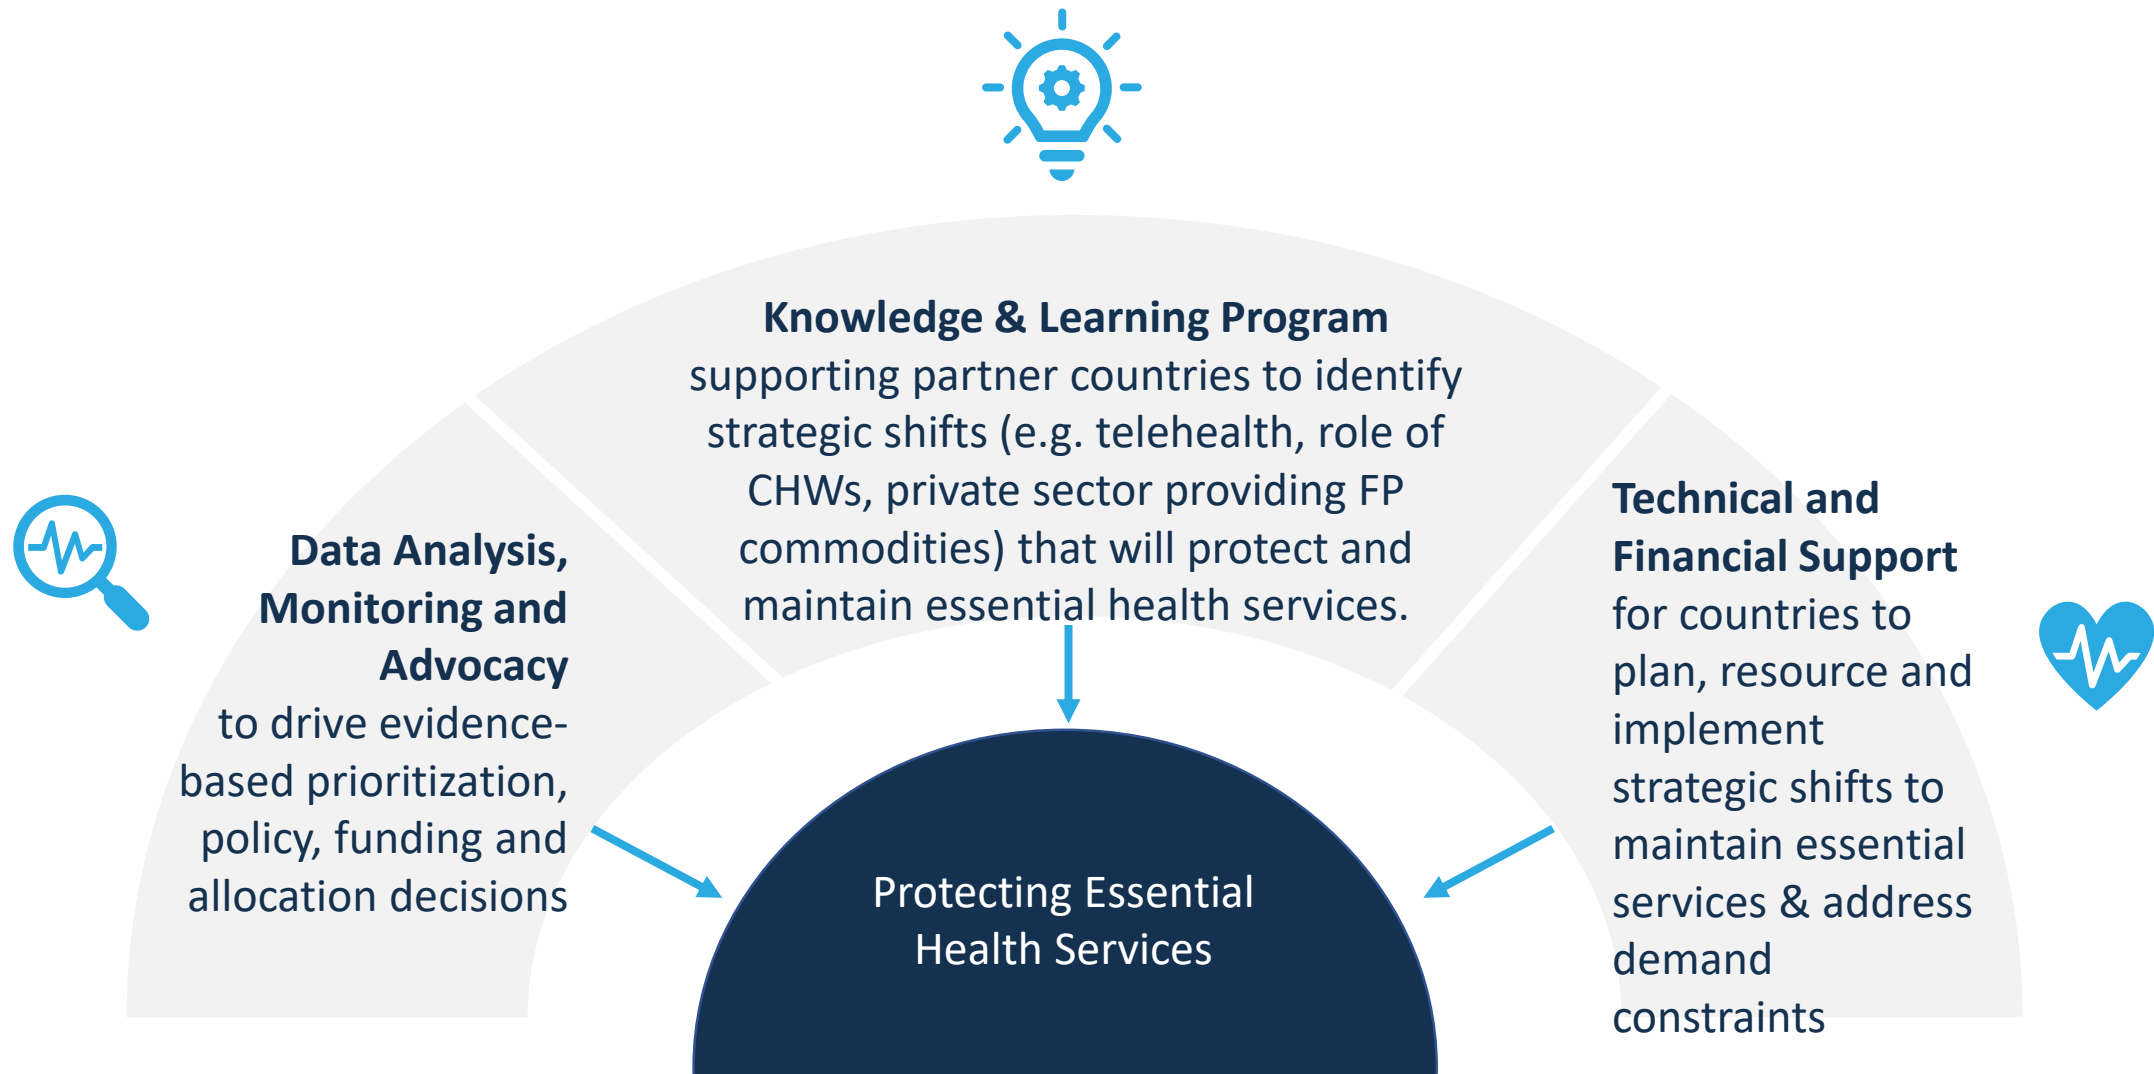 Knowledge & Learning Program
supporting partner countries to identify
strategic shifts (e.g. telehealth, role of
CHWs, private sector providing FP
commodities) that will protect and
maintain essential health services.
Data Analysis,
Monitoring and
Advocacy
to drive evidence-
based prioritization,
policy, funding and
allocation decisions
Technical and
Financial Support
for countries to
plan, resource and
implement
strategic shifts to
maintain essential
services & address
demand
constraints
Protecting Essential
Health Services